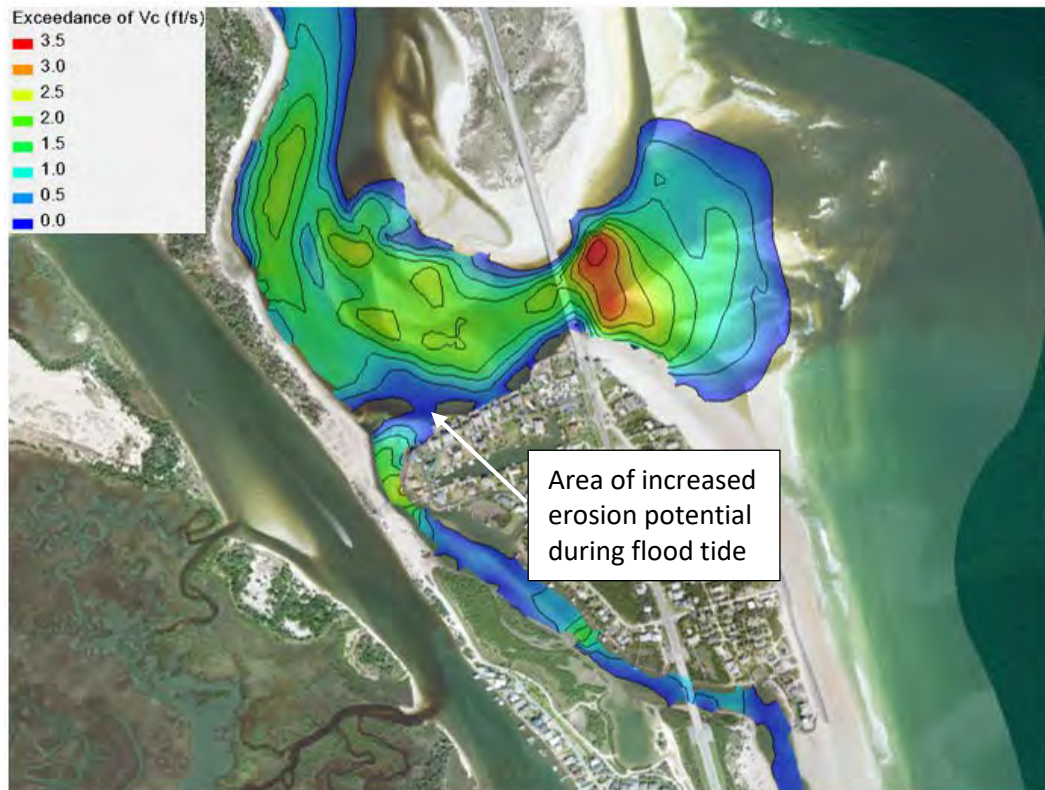 Exceedance of Vc (ft/s)
3.5
3.0
2.5
2.0
1.5
1.0
0.5
0.0
Area of increased
erosion potential
during flood tide